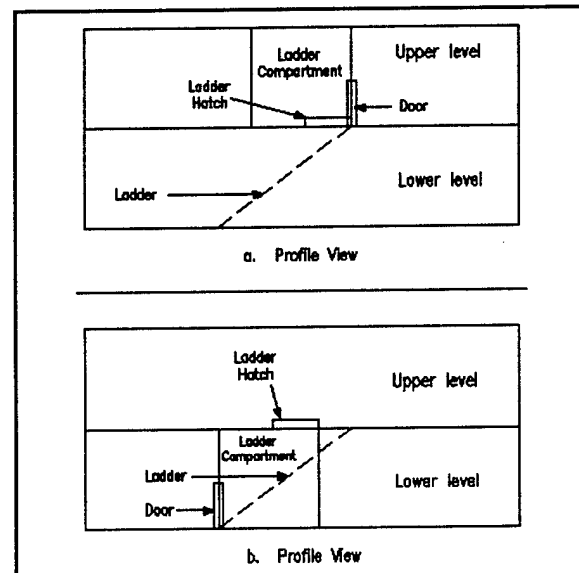 Ladder
Compartment
Upper level
Ladder
Hatch
Door
Ladder
Lower level
a. Profile View
Ladder
Hatch
Upper level
Ladder
Compartment
Ladder
Lower level
Door
b. Profile View